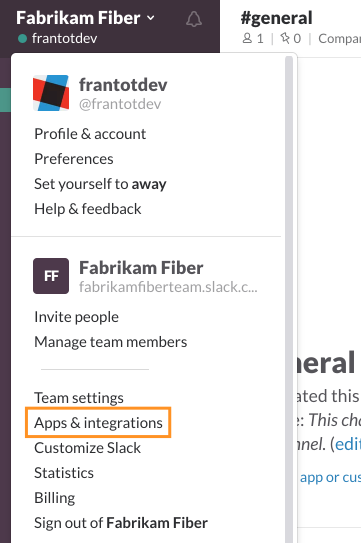 Fabrikam Fiber
frantotdev
#general
1 | 0 | Compa
frantotdev
@frantotdev
Profile & account
Preferences
Set yourself to away
Help & feedback
FF
Fabrikam Fiber
fabrikamfiberteam.slack.c...
Invite people
Manage team members
Team settings
Apps & integrations
Customize Slack
Statistics
Billing
Sign out of Fabrikam Fiber
neral
ated this
e: This cha
nnel. (edi
app or cus